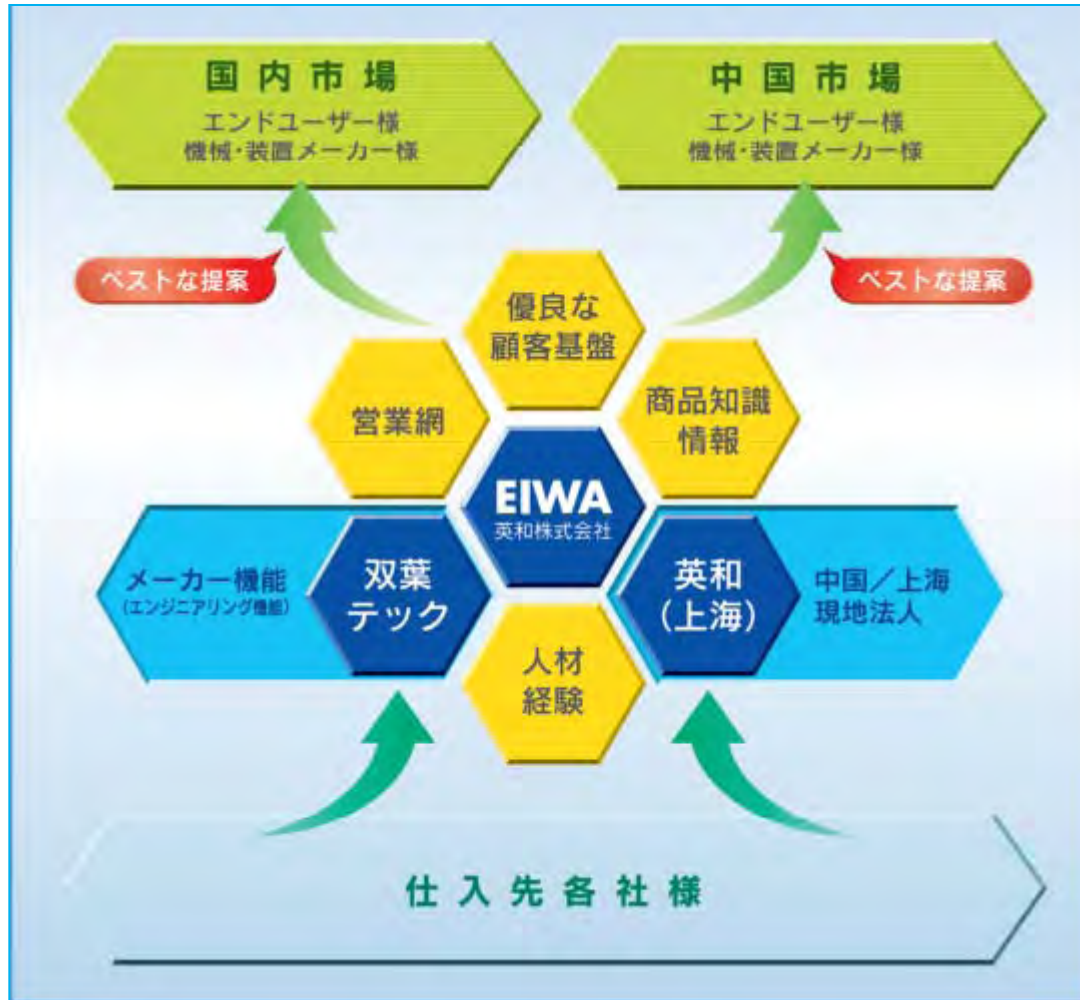 国内市場
エンドユーザー様
機械・装置メーカー様
中国市場
エンドユーザー様
機械・装置メーカー様
ベストな提案
ベストな提案
優良な
顧客基盤
営業網
商品知識
情報
EIWA
英和株式会社
メーカー機能
(エンジニアリング機能)
双葉
テック
英和
(上海)
中国/上海
現地法人
人材
経験
仕入先各社様